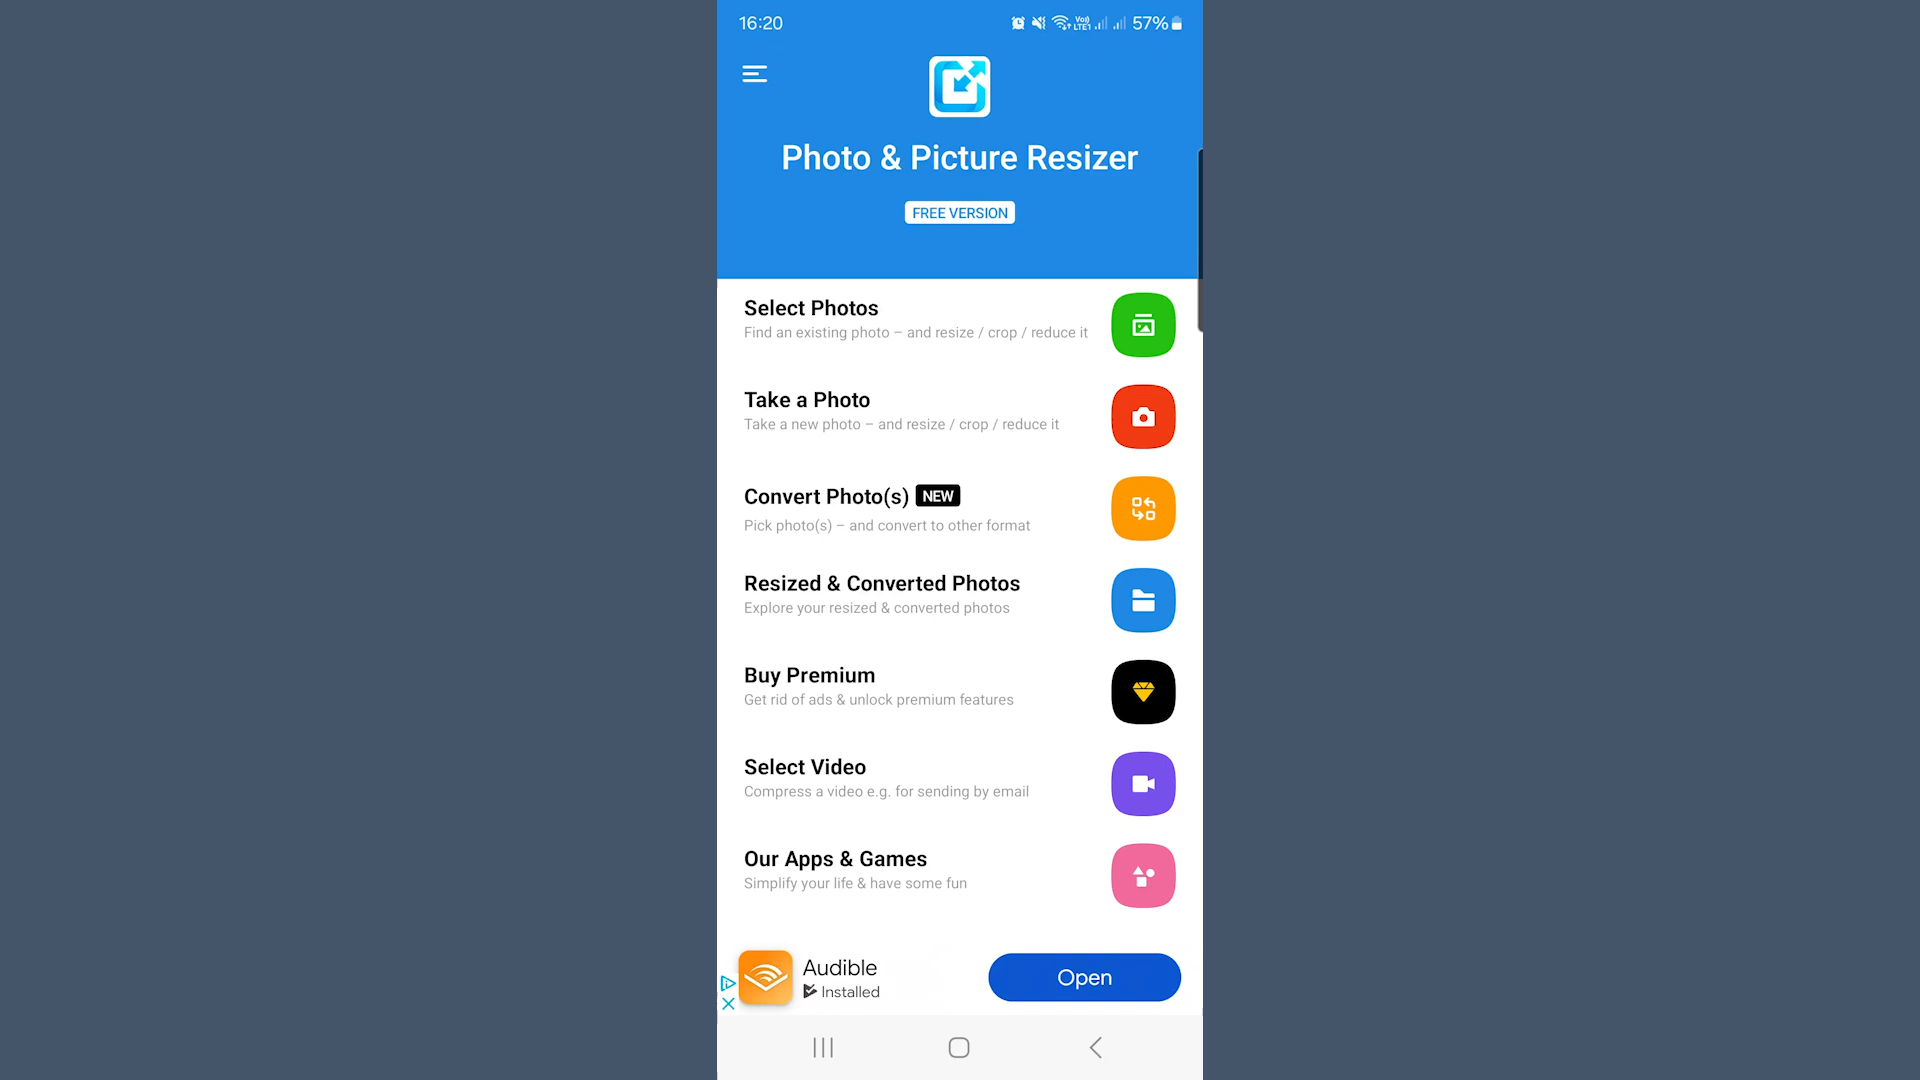 16:20
Vo))
LTE1
57%
Photo & Picture Resizer
FREE VERSION
Select Photos
Find an existing photo – and resize / crop / reduce it
Take a Photo
Take a new photo – and resize / crop / reduce it
Convert Photo(s) NEW
Pick photo(s) – and convert to other format
Resized & Converted Photos
Explore your resized & converted photos
Buy Premium
Get rid of ads & unlock premium features
Select Video
Compress a video e.g. for sending by email
Our Apps & Games
Simplify your life & have some fun
Audible
Installed
Open